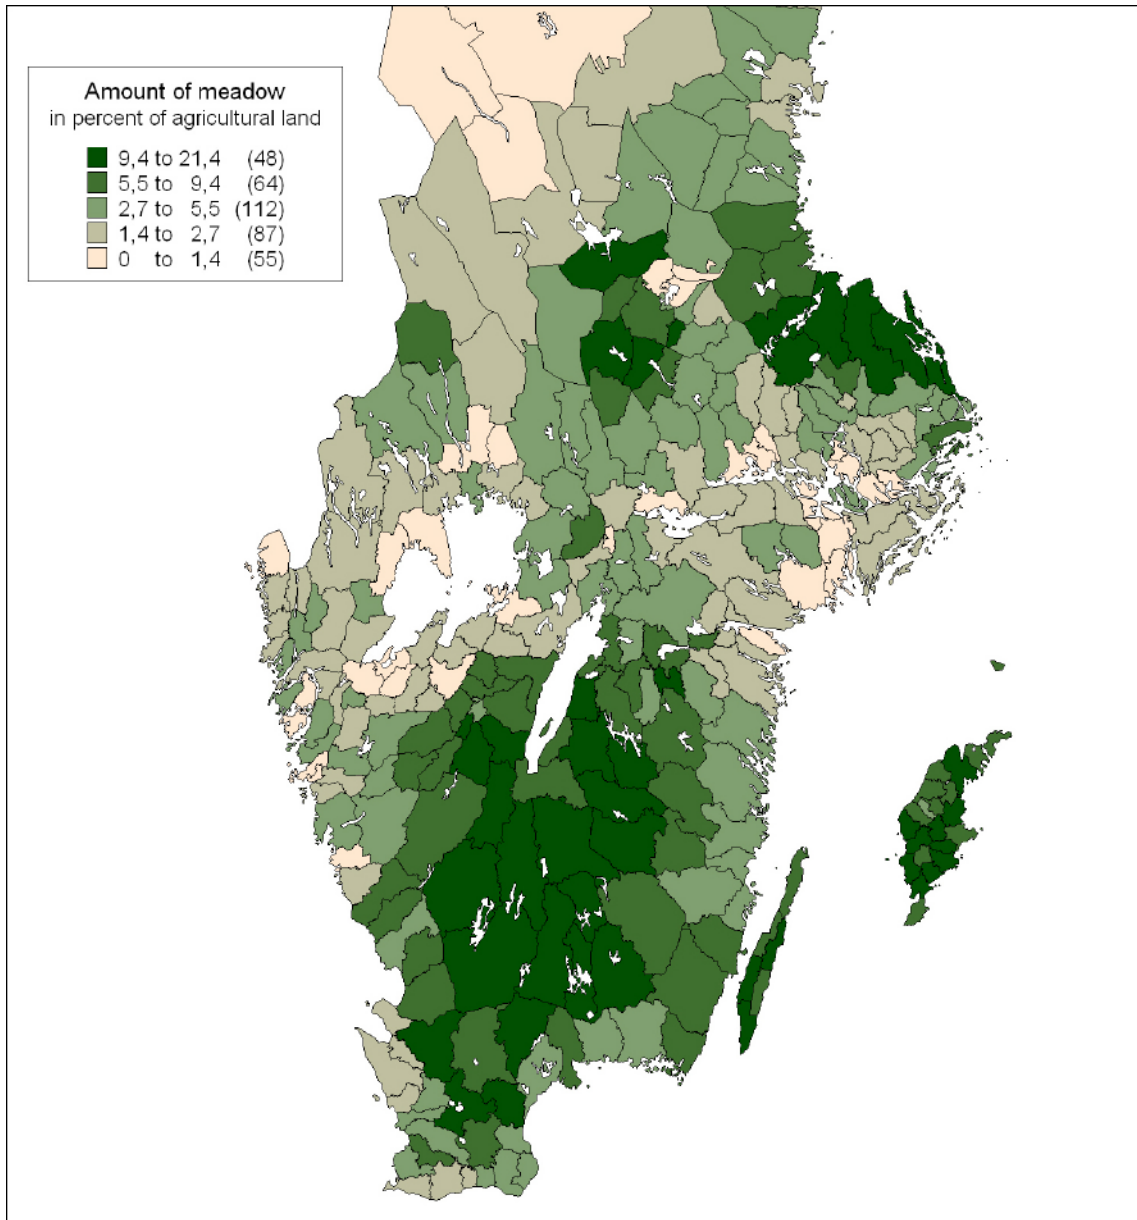 Amount of meadow
in percent of agricultural land
9,4 to 21,4 (48)
5,5 to 9,4 (64)
2,7 to 5,5 (112)
1,4 to 2,7 (87)
0 to 1,4 (55)